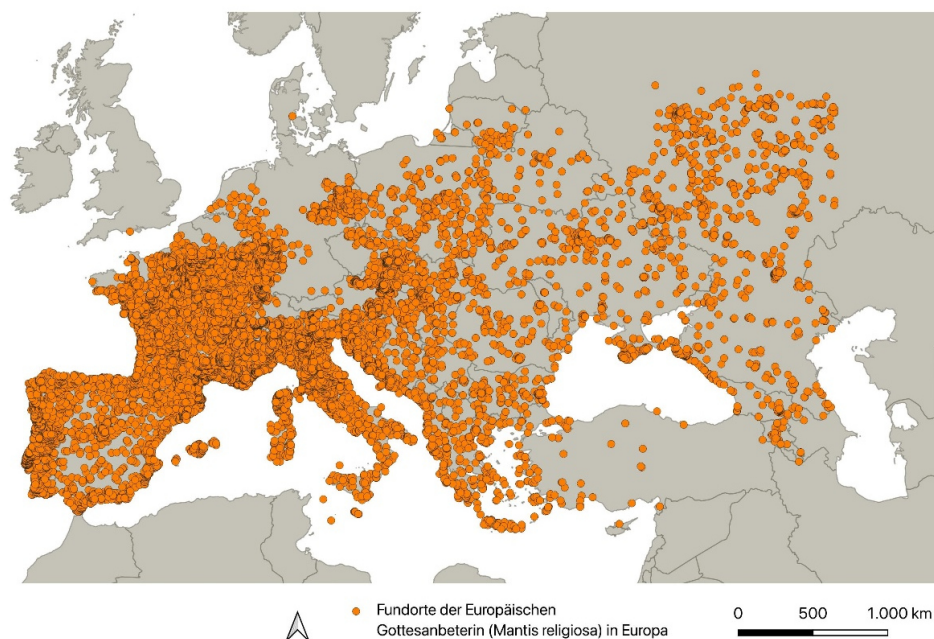 Fundorte der Europäischen
Gottesanbeterin (Mantis religiosa) in Europa
0 500 1.000 km